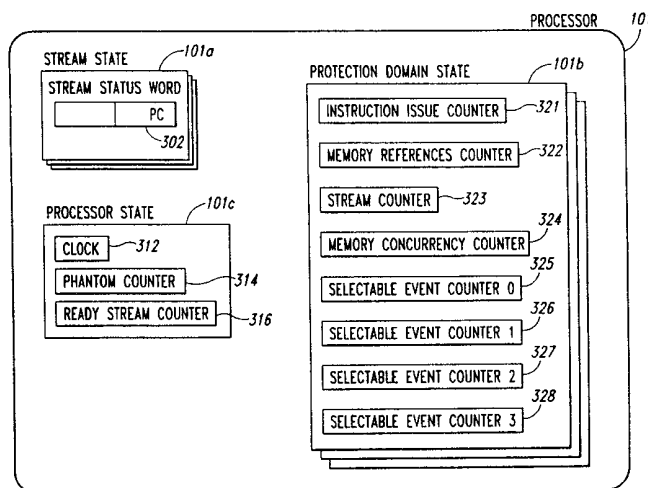 PROCESSOR
101
STREAM STATE
101a
STREAM STATUS WORD
PC
302
PROCESSOR STATE
101c
CLOCK
312
PHANTOM COUNTER
314
READY STREAM COUNTER
316
PROTECTION DOMAIN STATE
101b
INSTRUCTION ISSUE COUNTER
321
MEMORY REFERENCES COUNTER
322
STREAM COUNTER
323
MEMORY CONCURRENCY COUNTER
324
SELECTABLE EVENT COUNTER 0
325
SELECTABLE EVENT COUNTER 1
326
SELECTABLE EVENT COUNTER 2
327
SELECTABLE EVENT COUNTER 3
328